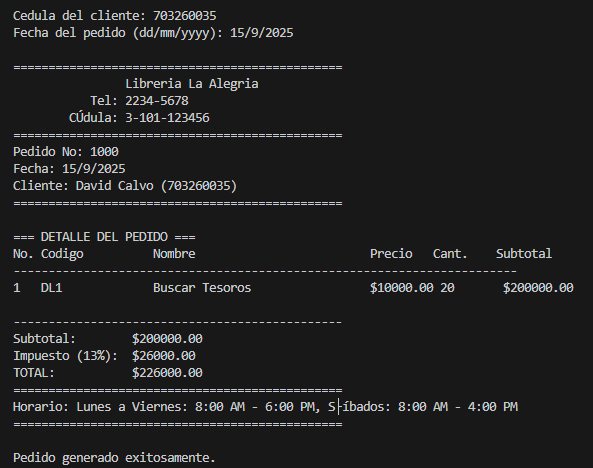 Cedula del cliente: 703260035
Fecha del pedido (dd/mm/yyyy): 15/9/2025
===============================================
Libreria La Alegria
Tel: 2234-5678
CÚdula: 3-101-123456
===============================================
Pedido No: 1000
Fecha: 15/9/2025
Cliente: David Calvo (703260035)
===============================================
=== DETALLE DEL PEDIDO ===
No. Codigo Nombre Precio Cant. Subtotal
------------------------------------------------------------------------
1 DL1 Buscar Tesoros $10000.00 20 $200000.00
-----------------------------------------------
Subtotal: $200000.00
Impuesto (13%): $26000.00
TOTAL: $226000.00
===============================================
Horario: Lunes a Viernes: 8:00 AM - 6:00 PM, S├íbados: 8:00 AM - 4:00 PM
===============================================
Pedido generado exitosamente.